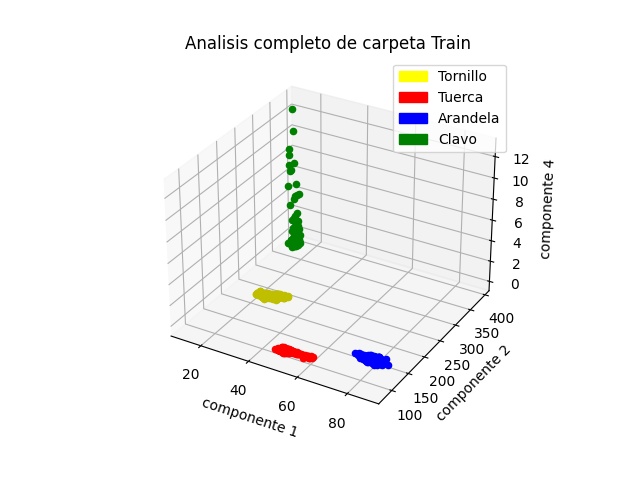 Analisis completo de carpeta Train
Tornillo
Tuerca
Arandela
Clavo
12
10
8
6
4
2
0
componente 4
400
350
300
250
200
150
100
componente 2
20
40
60
80
componente 1